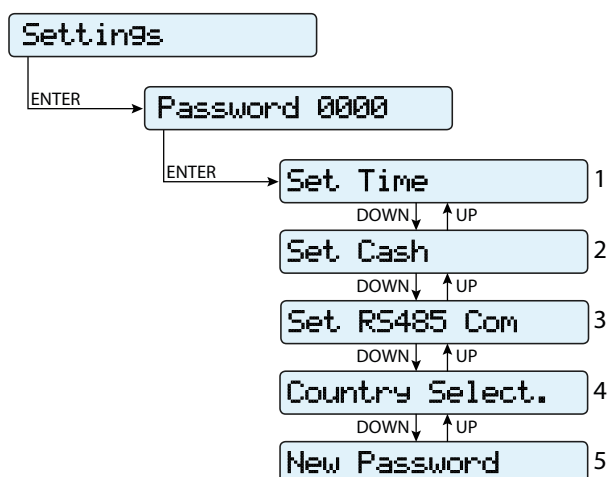 Settings
ENTER
Password 0000
ENTER
Set Time 1
DOWN UP
Set Cash 2
DOWN UP
Set RS485 Com 3
DOWN UP
Country Select. 4
DOWN UP
New Password 5